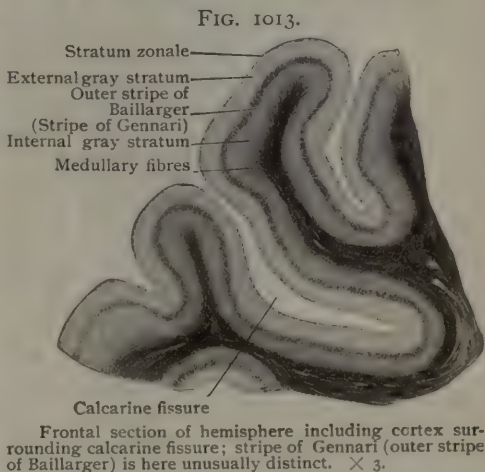 FIG. 1013.
Stratum zonale
External gray stratum
Outer stripe of
Baillarger
(Stripe of Gennari)
Internal gray stratum
Medullary fibres
Calcarine fissure
Frontal section of hemisphere including cortex sur-
rounding calcarine fissure; stripe of Gennari (outer stripe
of Baillarger) is here unusually distinct. × 3.